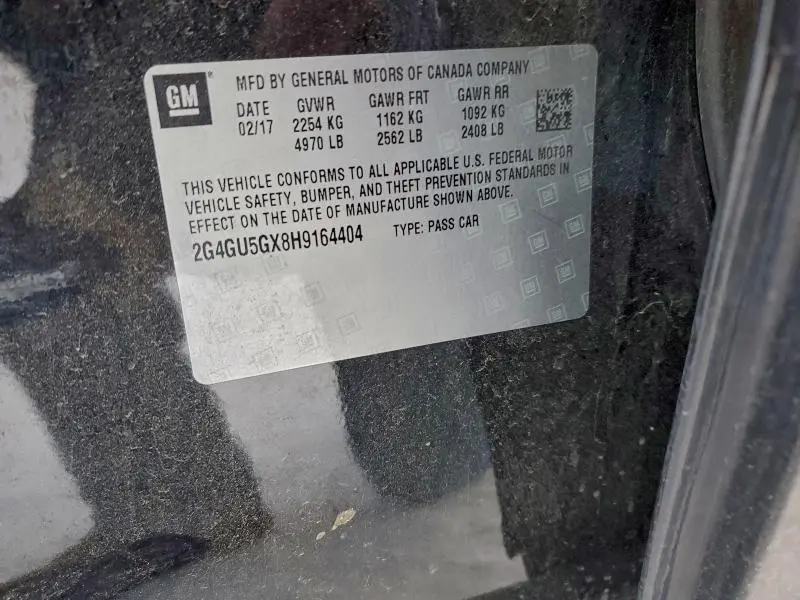 GM ® MFD BY GENERAL MOTORS OF CANADA COMPANY
DATE GVWR GAWR FRT GAWR RR
02/17 2254 KG 1162 KG 1092 KG
4970 LB 2562 LB 2408 LB
THIS VEHICLE CONFORMS TO ALL APPLICABLE U.S. FEDERAL MOTOR
VEHICLE SAFETY, BUMPER, AND THEFT PREVENTION STANDARDS IN
EFFECT ON THE DATE OF MANUFACTURE SHOWN ABOVE.
2G4GU5GX8H9164404 TYPE: PASS CAR